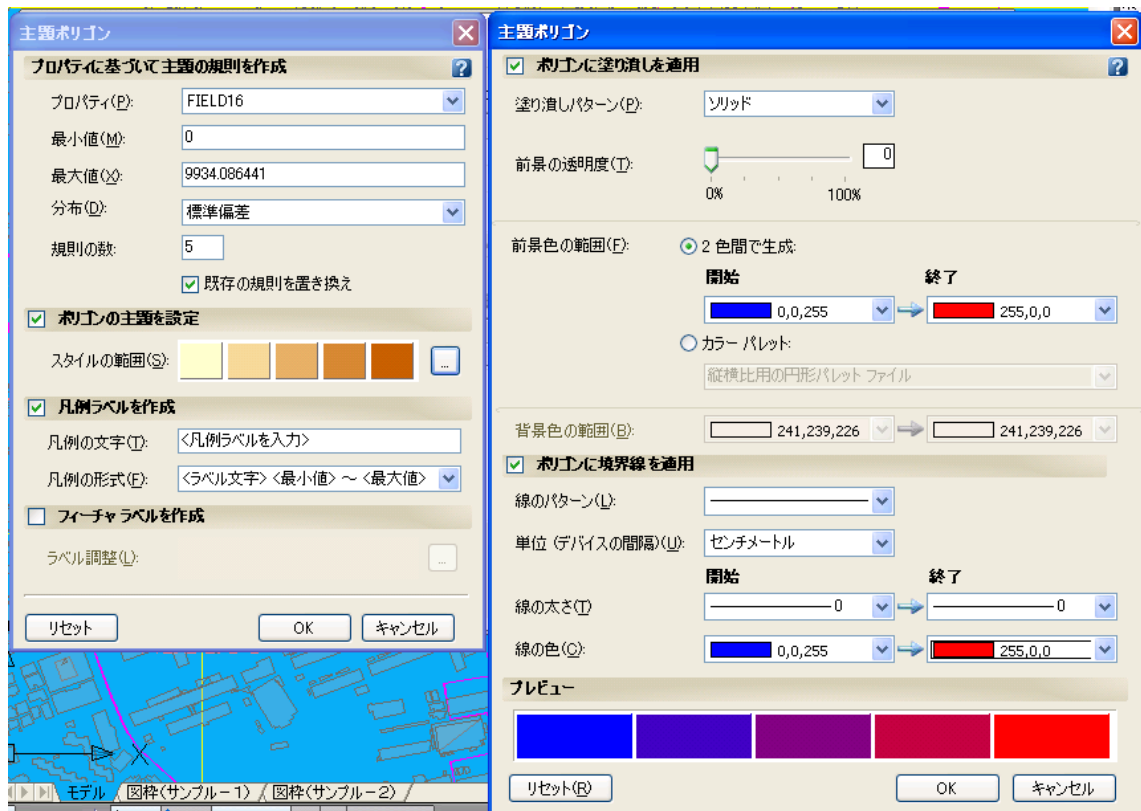 主題ポリゴン
プロパティに基づいて主題の規則を作成
プロパティ(P):
FIELD16
最小値(M):
0
最大値(X):
9934.086441
分布(D):
標準偏差
規則の数:
5
既存の規則を置き換え
ポリゴンの主題を設定
スタイルの範囲(S):
...
凡例ラベルを作成
凡例の文字(T):
<凡例ラベルを入力>
凡例の形式(F):
<ラベル文字> <最小値> ～ <最大値>
フィーチャ ラベルを作成
ラベル調整(L):
...
リセット
OK
キャンセル
モデル
図枠(サンプル－1)
図枠(サンプル－2)
主題ポリゴン
ポリゴンに塗り潰しを適用
塗り潰しパターン(P):
ソリッド
前景の透明度(T):
0
0%
100%
前景色の範囲(F):
2 色間で生成:
開始
終了
0,0,255
255,0,0
カラー パレット:
縦横比用の円形パレット ファイル
背景色の範囲(B):
241,239,226
241,239,226
ポリゴンに境界線を適用
線のパターン(L):
単位 (デバイスの間隔)(U):
センチメートル
開始
終了
線の太さ(T)
0
0
線の色(C):
0,0,255
255,0,0
プレビュー
リセット(R)
OK
キャンセル